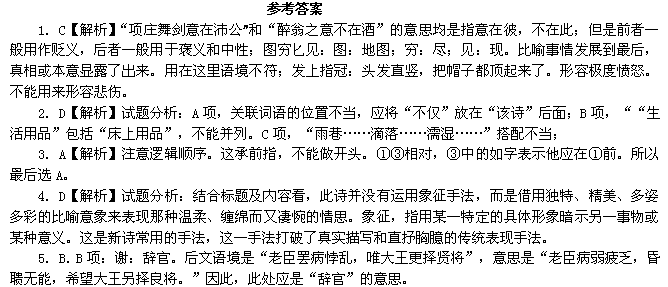 参考答案
1. C【解析】“项庄舞剑意在沛公”和“醉翁之意不在酒”的意思均是指意在彼，不在此；但是前者一
般用作贬义，后者一般用于褒义和中性；图穷匕见：图：地图；穷：尽；见：现。比喻事情发展到最后，
真相或本意显露了出来。用在这里语境不符；发上指冠：头发直竖，把帽子都顶起来了。形容极度愤怒。
不能用来形容悲伤。
2. D【解析】试题分析：A项，关联词语的位置不当，应将“不仅”放在“该诗”后面；B项，““生
活用品”包括“床上用品”，不能并列。C项，“雨巷……滴落……濡湿……”搭配不当；
3. A【解析】注意逻辑顺序。这承前指，不能做开头。①③相对，③中的如字表示他应在①前。所以
最后选A。
4. D【解析】试题分析：结合标题及内容看，此诗并没有运用象征手法，而是借用独特、精美、多姿
多彩的比喻意象来表现那种温柔、缠绵而又凄惋的情思。象征，指用某一特定的具体形象暗示另一事物或
某种意义。这是新诗常用的手法，这一手法打破了真实描写和直抒胸臆的传统表现手法。
5. B. B项：谢：辞官。后文语境是“老臣罢病悖乱，唯大王更择贤将”，意思是“老臣病弱疲乏，昏
聩无能，希望大王另择良将。”因此，此处应是“辞官”的意思。